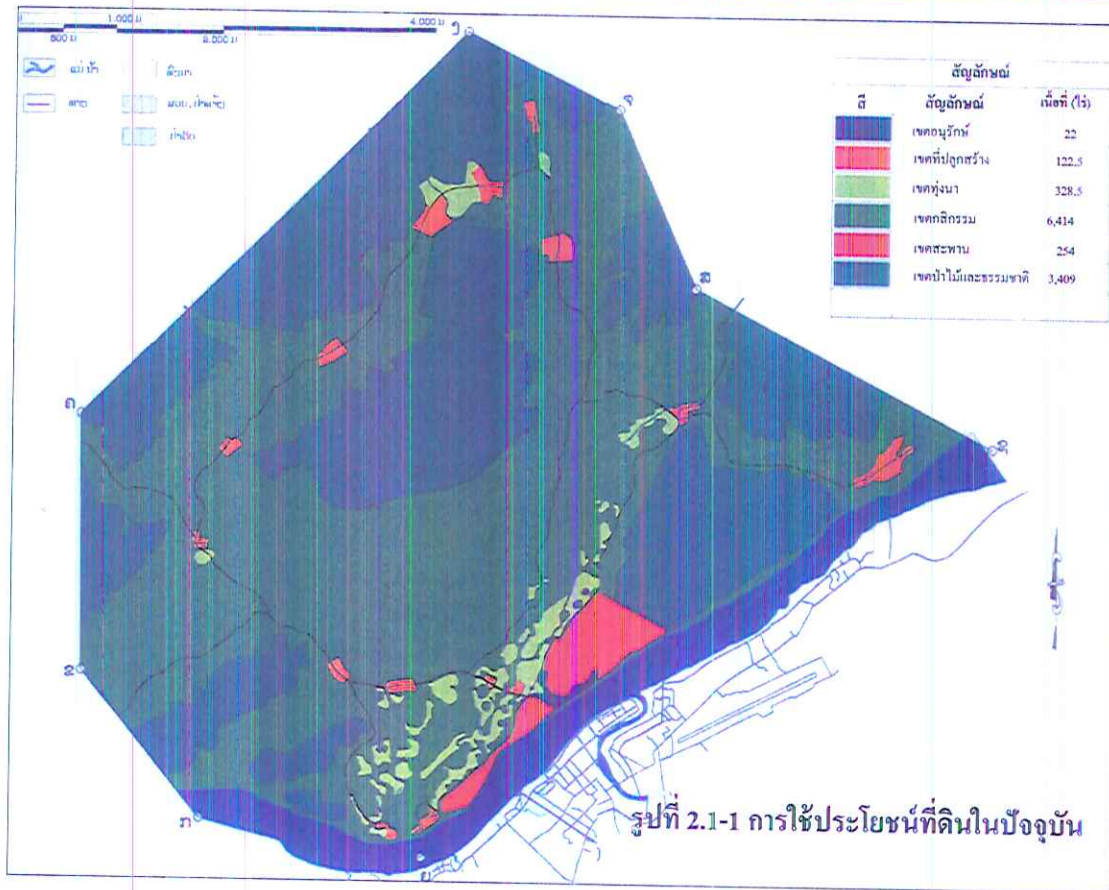 1.000 ม 4.000 ม
500 ม 2.000 ม
แม่น้ำ
สัญลักษณ์
สี สัญลักษณ์ เนื้อที่ (ไร่)
เขตอนุรักษ์ 22
เขตที่ปลูกสร้าง 122.5
เขตทุ่งนา 328.5
เขตกสิกรรม 6,414
เขตสะพาน 254
เขตป่าไม้และธรรมชาติ 3,409
รูปที่ 2.1-1 การใช้ประโยชน์ที่ดินในปัจจุบัน